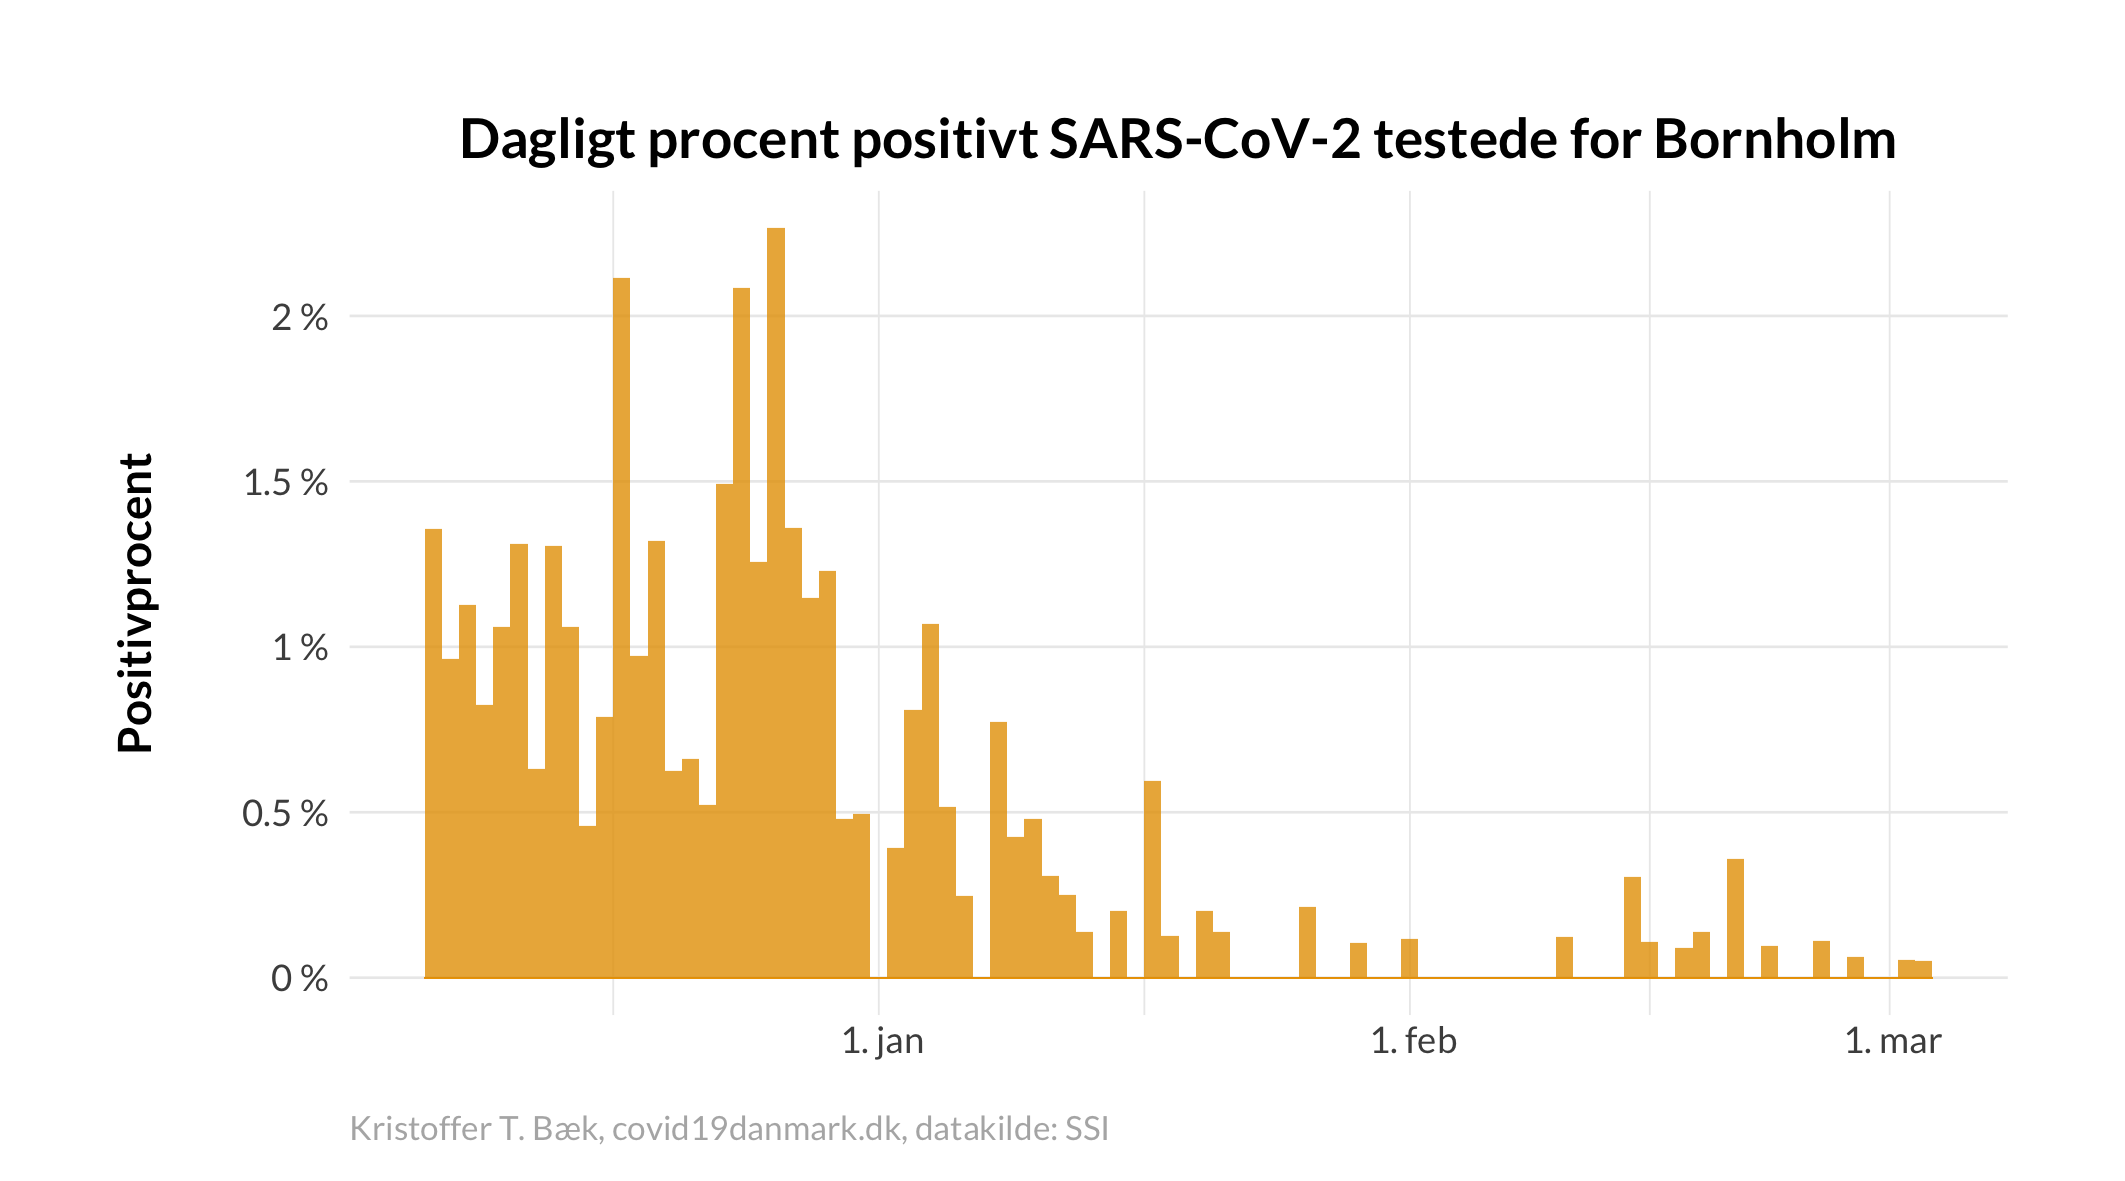 Dagligt procent positivt SARS-CoV-2 testede for Bornholm
Positivprocent
2 %
1.5 %
1 %
0.5 %
0 %
1. jan
1. feb
1. mar
Kristoffer T. Bæk, covid19danmark.dk, datakilde: SSI